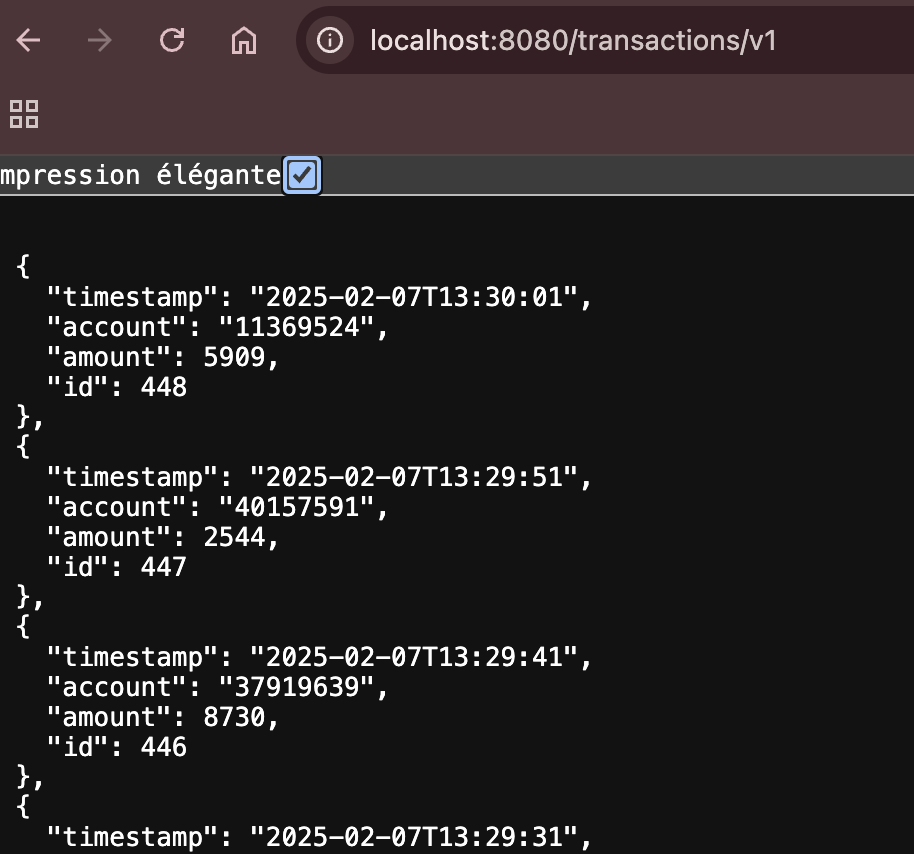 localhost:8080/transactions/v1
mpression élégante
{
"timestamp": "2025-02-07T13:30:01",
"account": "11369524",
"amount": 5909,
"id": 448
},
{
"timestamp": "2025-02-07T13:29:51",
"account": "40157591",
"amount": 2544,
"id": 447
},
{
"timestamp": "2025-02-07T13:29:41",
"account": "37919639",
"amount": 8730,
"id": 446
},
{
"timestamp": "2025-02-07T13:29:31",